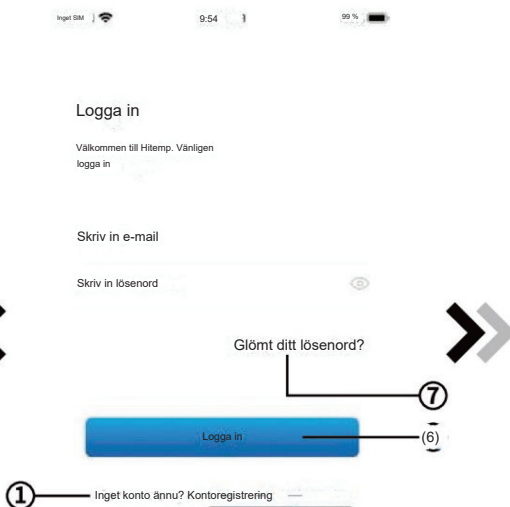 Inget SIM 9:54 99 %
Logga in
Välkommen till Hitemp. Vänligen
logga in
Skriv in e-mail
Skriv in lösenord
Glömt ditt lösenord?
7
Logga in (6)
1 Inget konto ännu? Kontoregistrering